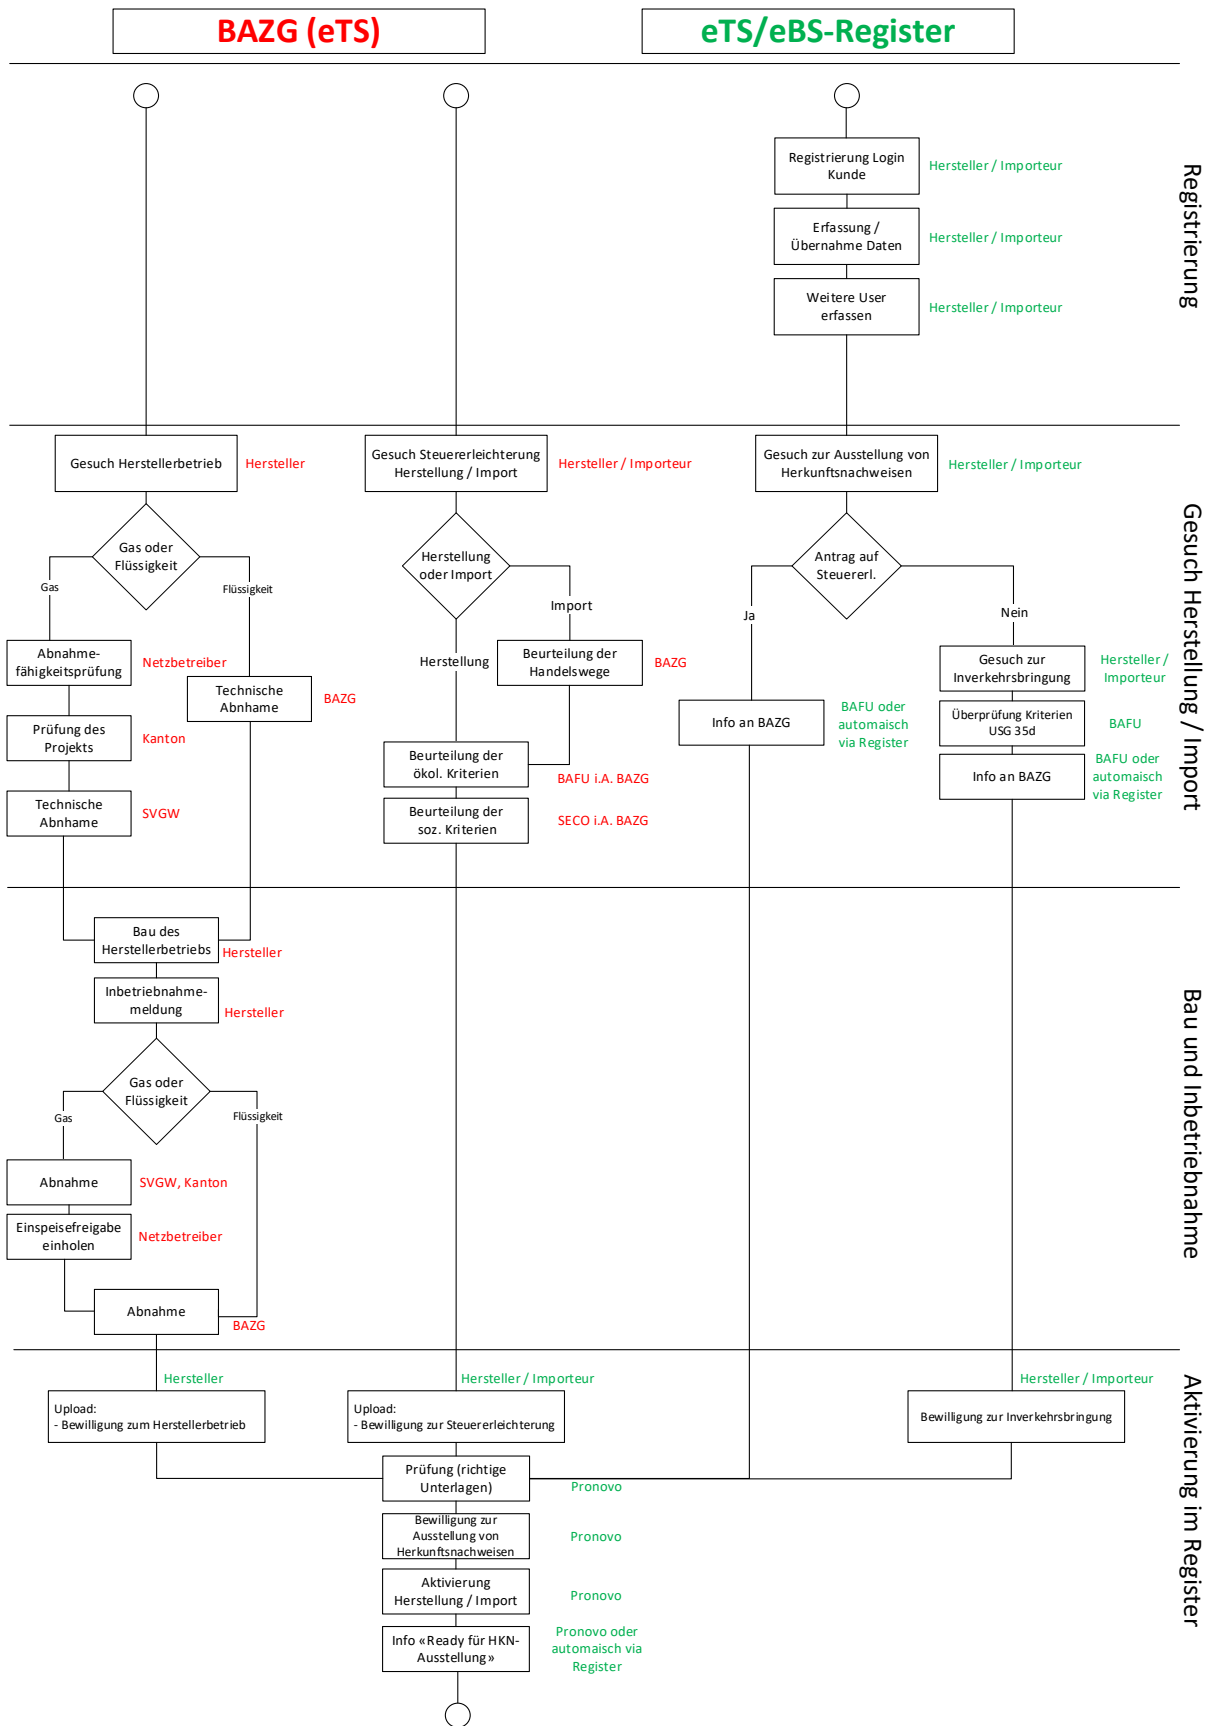 BAZG (eTS)
eTS/eBS-Register
Registrierung
Registrierung Login
Kunde
Hersteller / Importeur
Erfassung /
Übernahme Daten
Hersteller / Importeur
Weitere User
erfassen
Hersteller / Importeur
Gesuch Herstellung / Import
Gesuch Herstellerbetrieb
Hersteller
Gas oder
Flüssigkeit
Gas
Flüssigkeit
Abnahme-
fähigkeitsprüfung
Netzbetreiber
Technische
Abnhame
BAZG
Prüfung des
Projekts
Kanton
Technische
Abnhame
SVGW
Gesuch Steuererleichterung
Herstellung / Import
Hersteller / Importeur
Herstellung
oder Import
Import
Herstellung
Beurteilung der
Handelswege
BAZG
Beurteilung der
ökol. Kriterien
BAFU i.A. BAZG
Beurteilung der
soz. Kriterien
SECO i.A. BAZG
Gesuch zur Ausstellung von
Herkunftsnachweisen
Hersteller / Importeur
Antrag auf
Steuererl.
Ja
Nein
Info an BAZG
BAFU oder
automaisch
via Register
Gesuch zur
Inverkehrsbringung
Hersteller /
Importeur
Überprüfung Kriterien
USG 35d
BAFU
Info an BAZG
BAFU oder
automaisch
via Register
Bau und Inbetriebnahme
Bau des
Herstellerbetriebs
Hersteller
Inbetriebnahme-
meldung
Hersteller
Gas oder
Flüssigkeit
Gas
Flüssigkeit
Abnahme
SVGW, Kanton
Einspeisefreigabe
einholen
Netzbetreiber
Abnahme
BAZG
Aktivierung im Register
Hersteller
Upload:
- Bewilligung zum Herstellerbetrieb
Hersteller / Importeur
Upload:
- Bewilligung zur Steuererleichterung
Hersteller / Importeur
Bewilligung zur Inverkehrsbringung
Prüfung (richtige
Unterlagen)
Pronovo
Bewilligung zur
Ausstellung von
Herkunftsnachweisen
Pronovo
Aktivierung
Herstellung / Import
Pronovo
Info «Ready für HKN-
Ausstellung»
Pronovo oder
automaisch via
Register